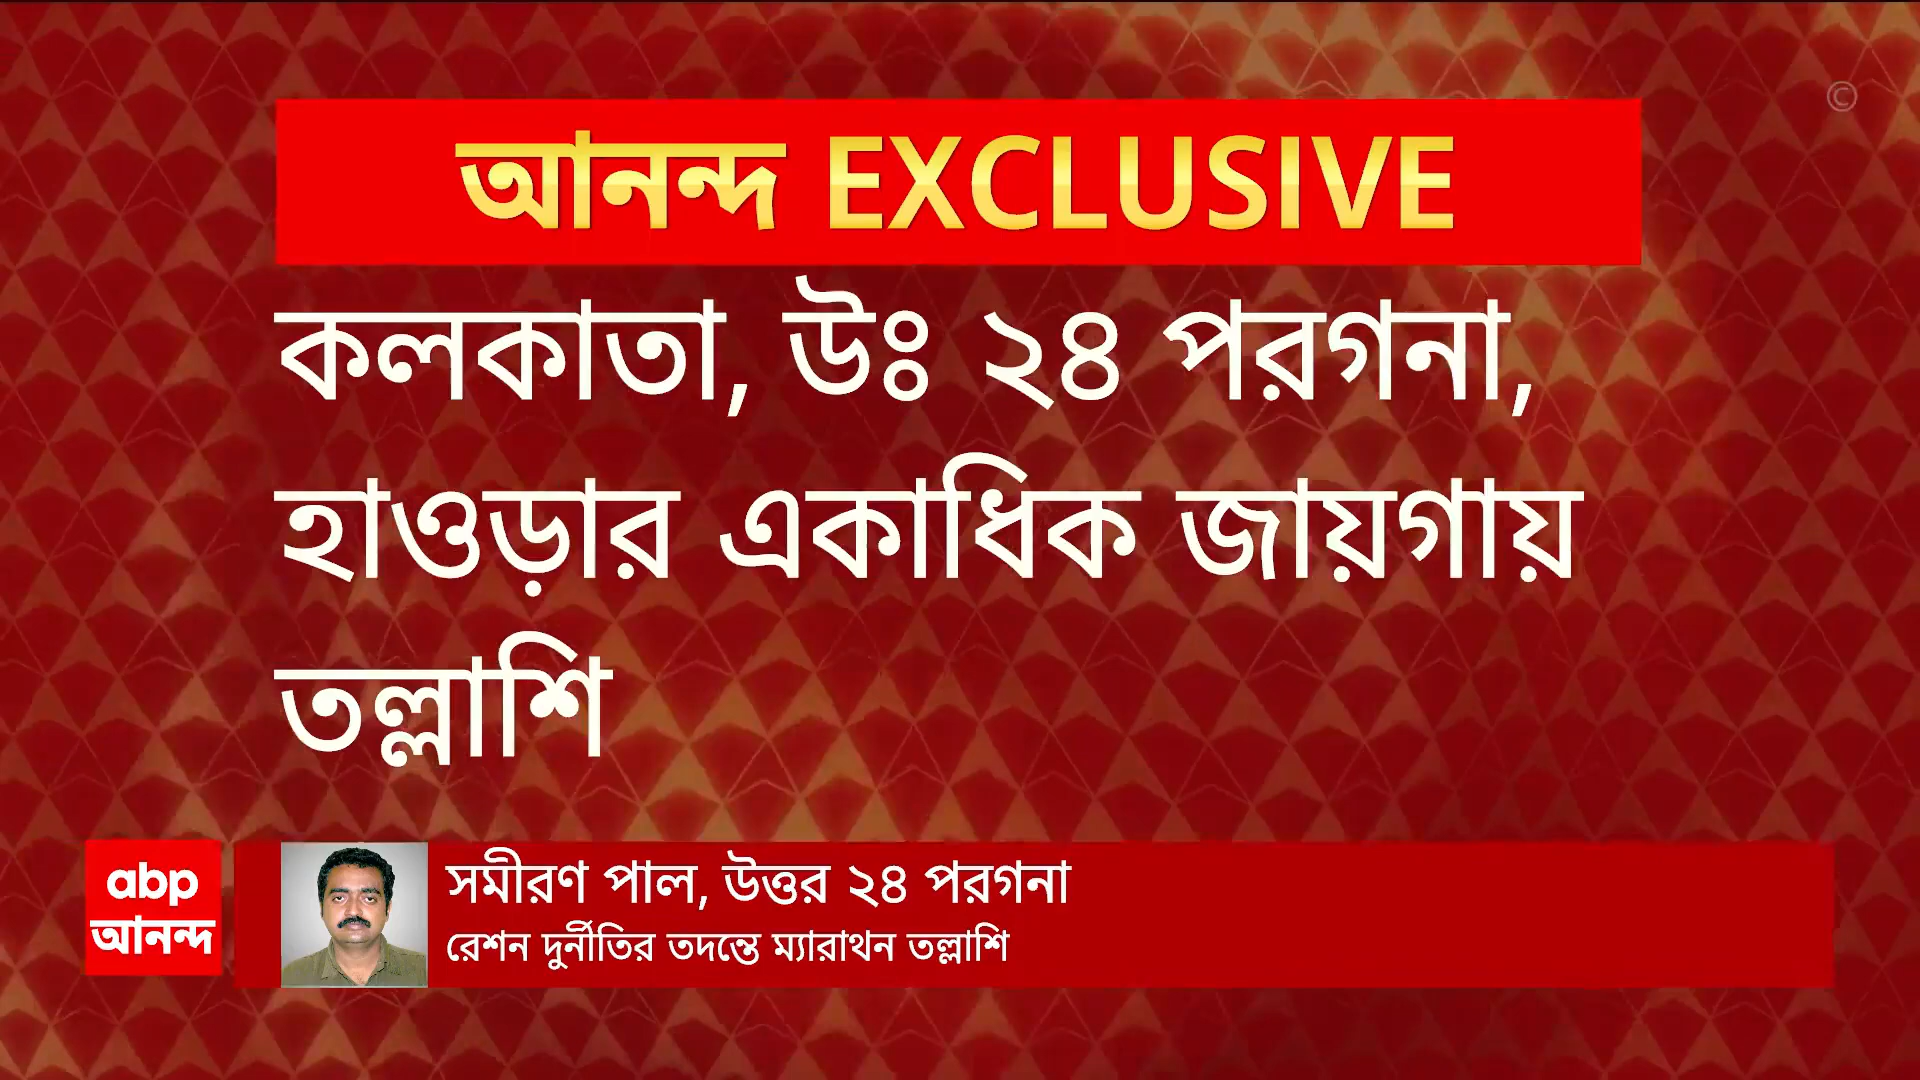 ©
আনন্দ EXCLUSIVE
কলকাতা, উঃ ২৪ পরগনা,
হাওড়ার একাধিক জায়গায়
তল্লাশি
abp
আনন্দ
সমীরণ পাল, উত্তর ২৪ পরগনা
রেশন দুর্নীতির তদন্তে ম্যারাথন তল্লাশি